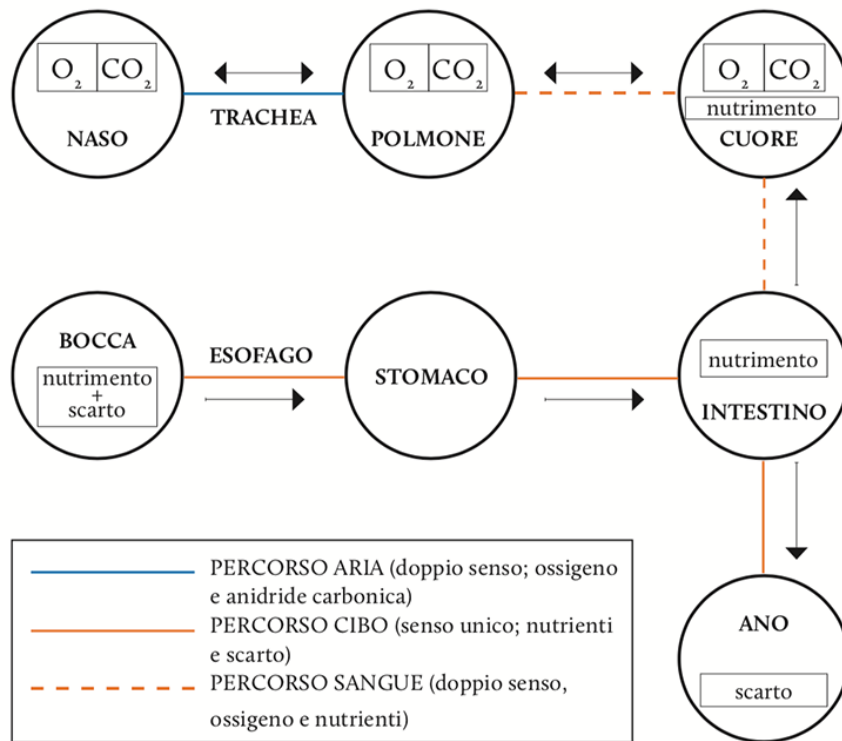 O₂ CO₂
NASO
TRACHEA
O₂ CO₂
POLMONE
O₂ CO₂
nutrimento
CUORE
BOCCA
nutrimento
+
scarto
ESOFAGO
STOMACO
nutrimento
INTESTINO
ANO
scarto
PERCORSO ARIA (doppio senso; ossigeno
e anidride carbonica)
PERCORSO CIBO (senso unico; nutrienti
e scarto)
PERCORSO SANGUE (doppio senso,
ossigeno e nutrienti)